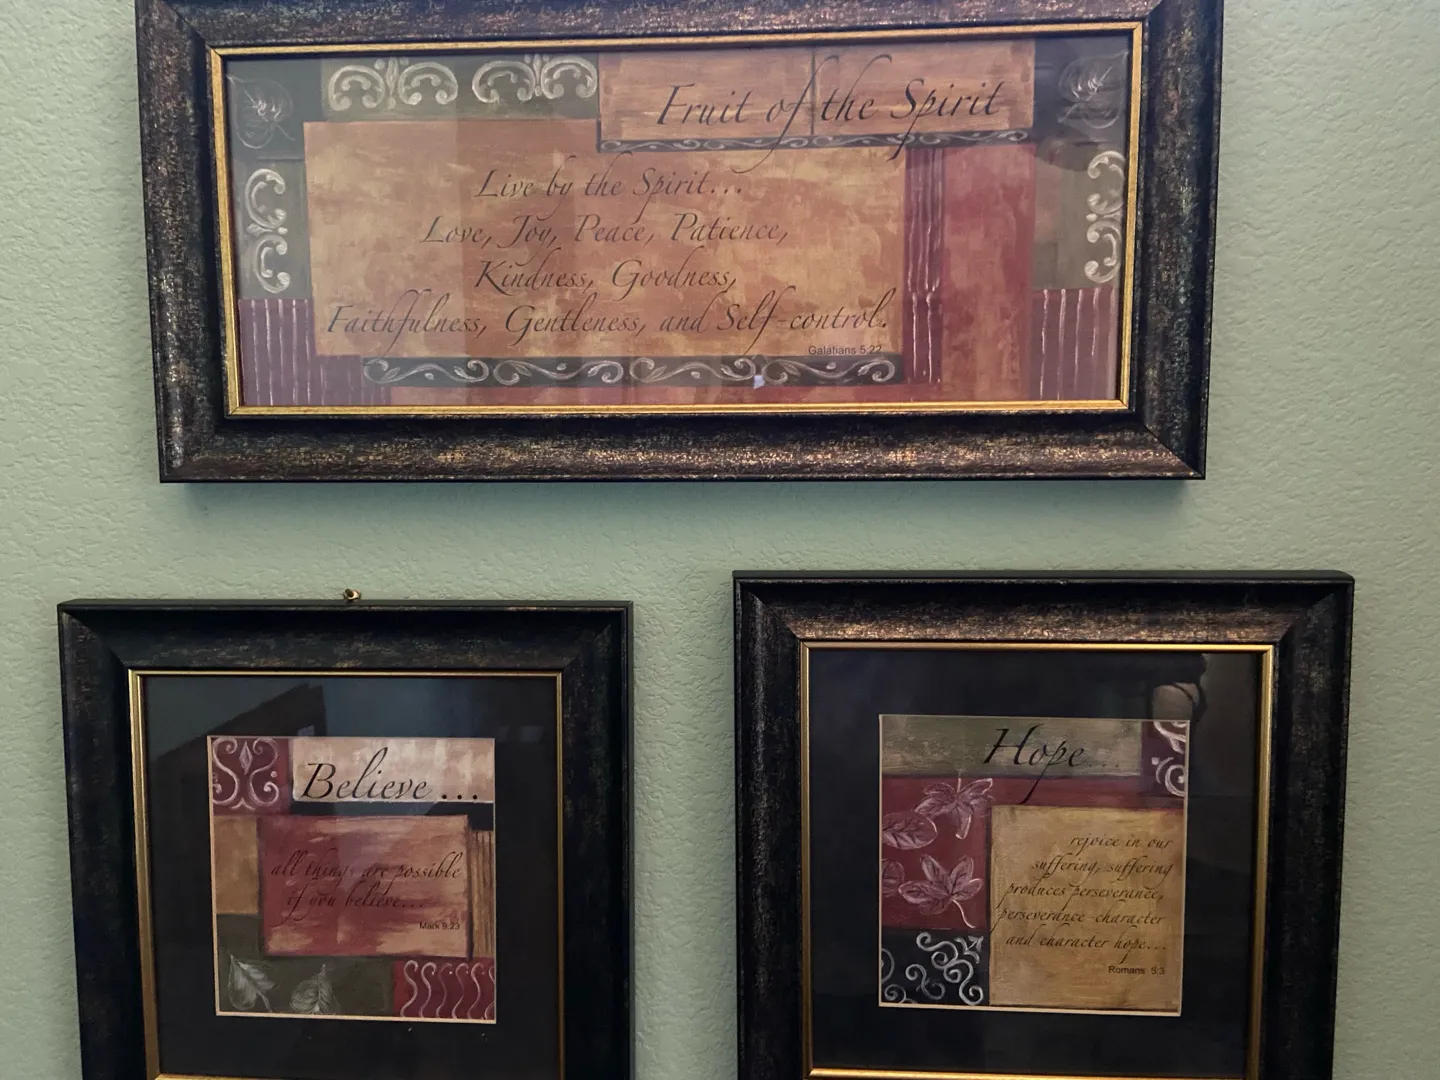 Fruit of the Spirit
Live by the Spirit...
Love, Joy, Peace, Patience,
Kindness, Goodness,
Faithfulness, Gentleness, and Self-control.
Galatians 5:22
Believe...
all things are possible
if you believe...
Mark 9:23
Hope...
rejoice in our
suffering, suffering
produces perseverance,
perseverance-character
and character hope...
Romans 5:3